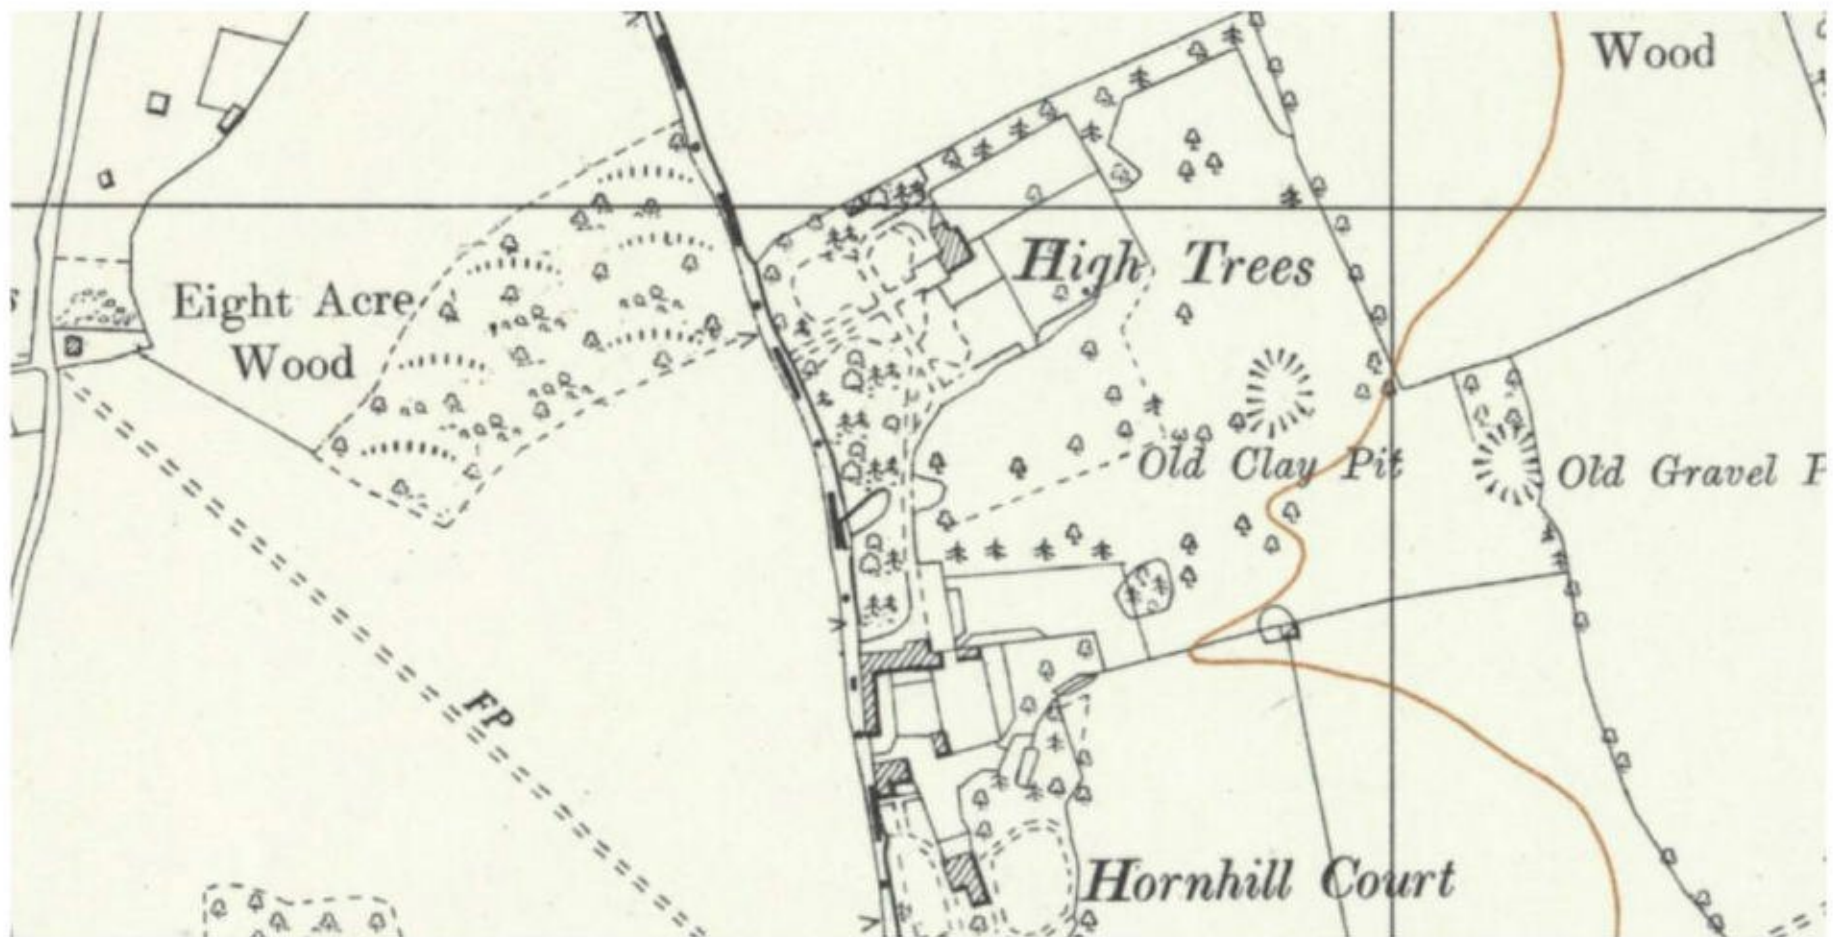 Wood
High Trees
Eight Acre
Wood
Old Clay Pit
Old Gravel P
FP
Hornhill Court